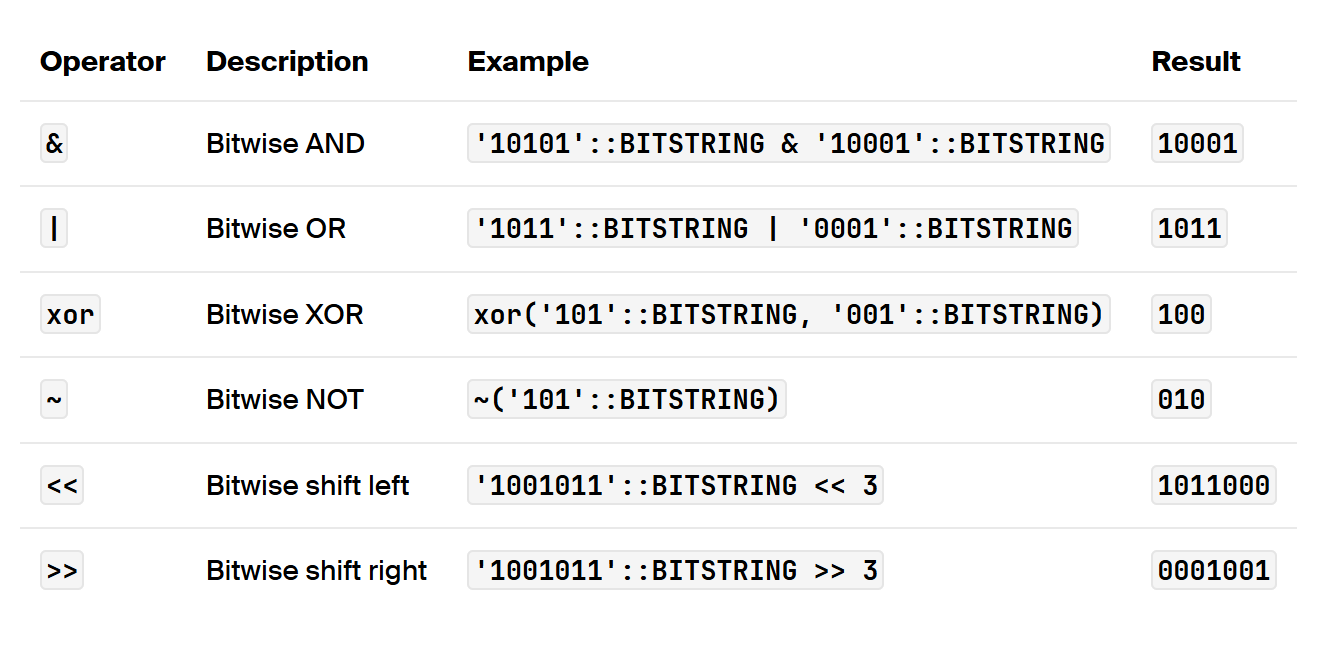 Operator Description Example Result
& Bitwise AND '10101'::BITSTRING & '10001'::BITSTRING 10001
| Bitwise OR '1011'::BITSTRING | '0001'::BITSTRING 1011
xor Bitwise XOR xor('101'::BITSTRING, '001'::BITSTRING) 100
~ Bitwise NOT ~('101'::BITSTRING) 010
<< Bitwise shift left '1001011'::BITSTRING << 3 1011000
>> Bitwise shift right '1001011'::BITSTRING >> 3 0001001